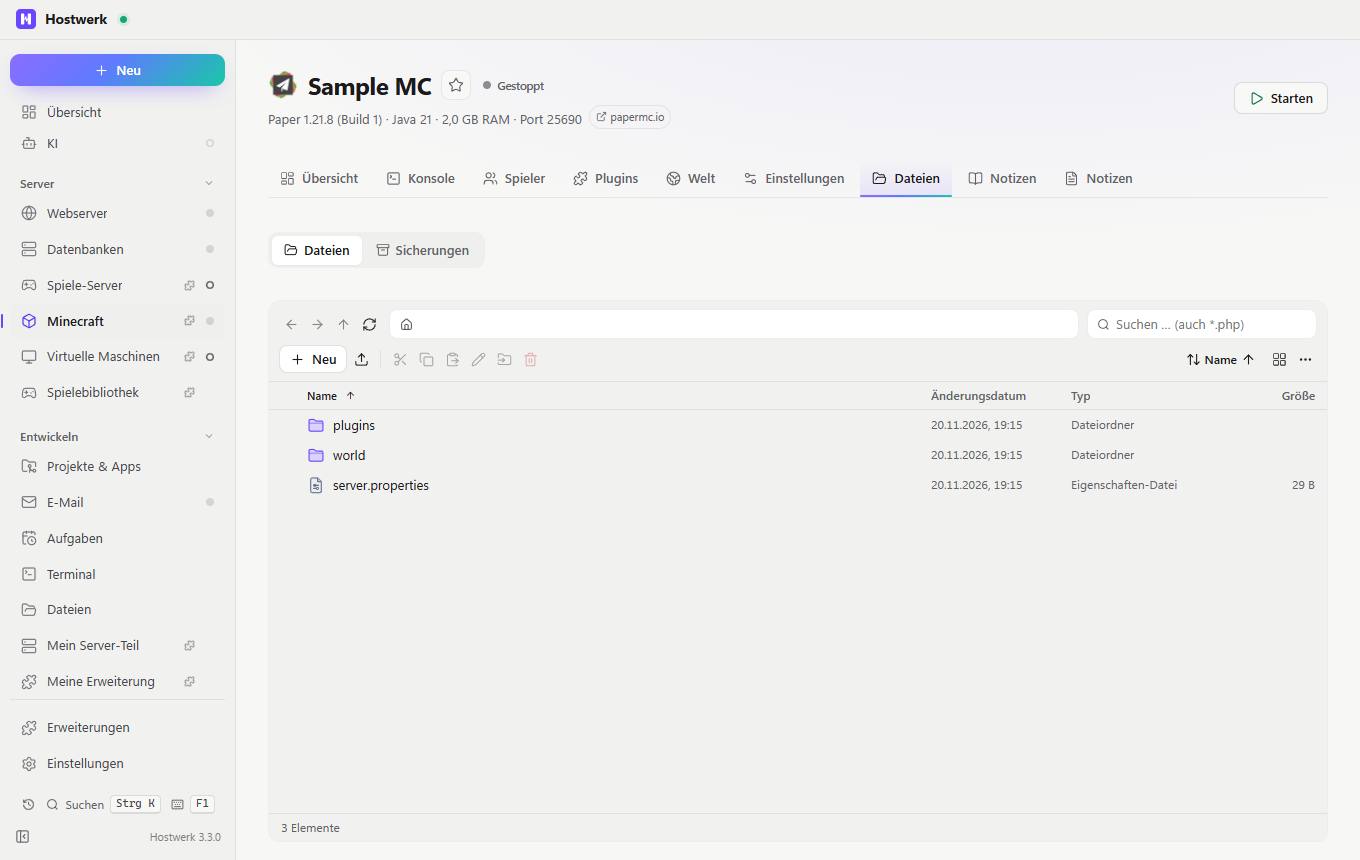 Hostwerk
Neu
Übersicht
KI
Server
Webserver
Datenbanken
Spiele-Server
Minecraft
Virtuelle Maschinen
Spielebibliothek
Entwickeln
Projekte & Apps
E-Mail
Aufgaben
Terminal
Dateien
Mein Server-Teil
Meine Erweiterung
Erweiterungen
Einstellungen
Suchen Strg K F1
Hostwerk 3.3.0
Sample MC Gestoppt
Starten
Paper 1.21.8 (Build 1) · Java 21 · 2,0 GB RAM · Port 25690 papermc.io
Übersicht Konsole Spieler Plugins Welt Einstellungen Dateien Notizen Notizen
Dateien Sicherungen
Suchen … (auch *.php)
Neu Name
Name Änderungsdatum Typ Größe
plugins 20.11.2026, 19:15 Dateiordner
world 20.11.2026, 19:15 Dateiordner
server.properties 20.11.2026, 19:15 Eigenschaften-Datei 29 B
3 Elemente